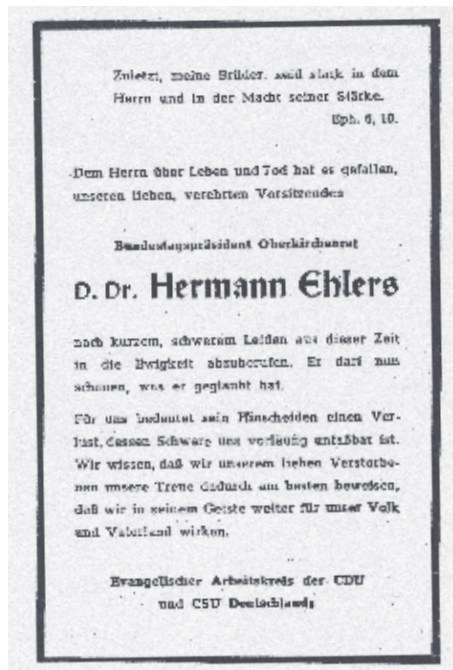 Zuletzt, meine Brüder, seid stark in dem
Herrn und in der Macht seiner Stärke.
Eph. 6, 10.
Dem Herrn über Leben und Tod hat es gefallen,
unseren lieben, verehrten Vorsitzenden
Bundestagspräsident Oberkirchenrat
D. Dr. Hermann Ehlers
nach kurzem, schwerem Leiden aus dieser Zeit
in die Ewigkeit abzuberufen. Er darf nun
schauen, was er geglaubt hat.
Für uns bedeutet sein Hinscheiden einen Ver-
lust, dessen Schwere uns vorläufig unfaßbar ist.
Wir wissen, daß wir unserem lieben Verstorbe-
nen unsere Treue dadurch am besten beweisen,
daß wir in seinem Geiste weiter für unser Volk
und Vaterland wirken.
Evangelischer Arbeitskreis der CDU
und CSU Deutschlands